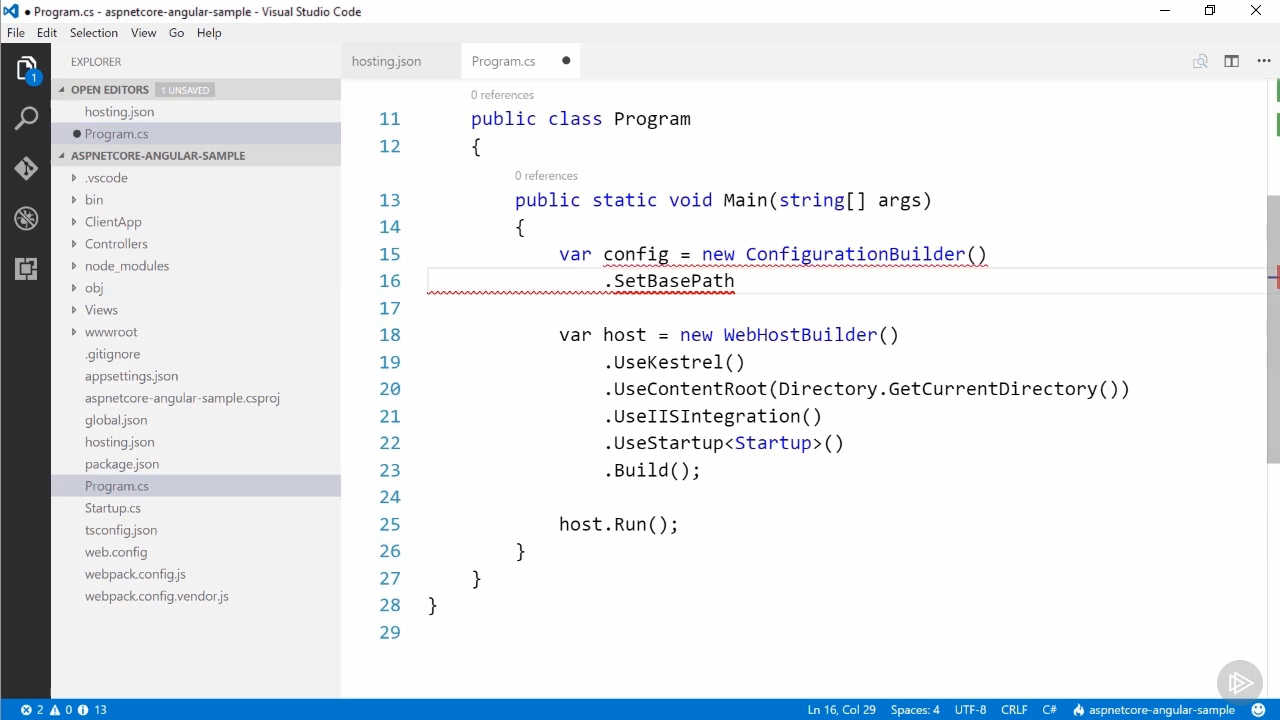 ● Program.cs - aspnetcore-angular-sample - Visual Studio Code
File Edit Selection View Go Help
EXPLORER
OPEN EDITORS 1 UNSAVED
hosting.json
Program.cs
ASPNETCORE-ANGULAR-SAMPLE
.vscode
bin
ClientApp
Controllers
node_modules
obj
Views
wwwroot
.gitignore
appsettings.json
aspnetcore-angular-sample.csproj
global.json
hosting.json
package.json
Program.cs
Startup.cs
tsconfig.json
web.config
webpack.config.js
webpack.config.vendor.js
1
hosting.json Program.cs
0 references
11 public class Program
12 {
0 references
13 public static void Main(string[] args)
14 {
15 var config = new ConfigurationBuilder()
16 .SetBasePath
17
18 var host = new WebHostBuilder()
19 .UseKestrel()
20 .UseContentRoot(Directory.GetCurrentDirectory())
21 .UseIISIntegration()
22 .UseStartup<Startup>()
23 .Build();
24
25 host.Run();
26 }
27 }
28 }
29
2 0 13 Ln 16, Col 29 Spaces: 4 UTF-8 CRLF C# aspnetcore-angular-sample